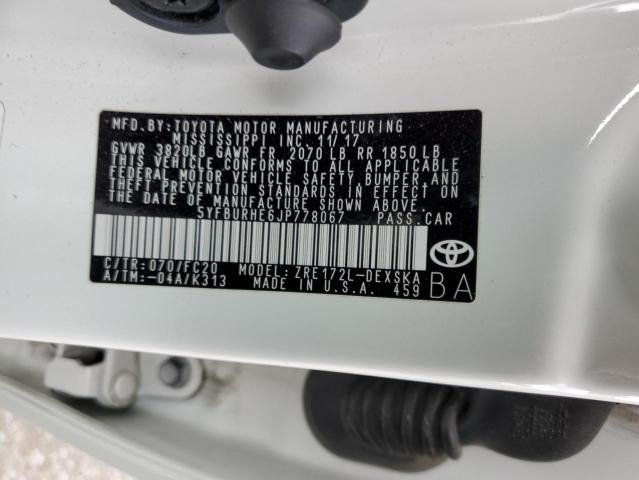 MFD.BY: TOYOTA MOTOR MANUFACTURING
MISSISSIPPI INC. 11/17
GVWR 3820LB GAWR FR 2070 LB RR 1850 LB
THIS VEHICLE CONFORMS TO ALL APPLICABLE
FEDERAL MOTOR VEHICLE SAFETY, BUMPER, AND
THEFT PREVENTION STANDARDS IN EFFECT ON
THE DATE OF MANUFACTURE SHOWN ABOVE.
5YFBURHE6JP778067 PASS.CAR
C/TR: 070/FC20 MODEL: ZRE172L-DEXSKA
A/TM:-04A/K313 MADE IN U.S.A. 459
BA